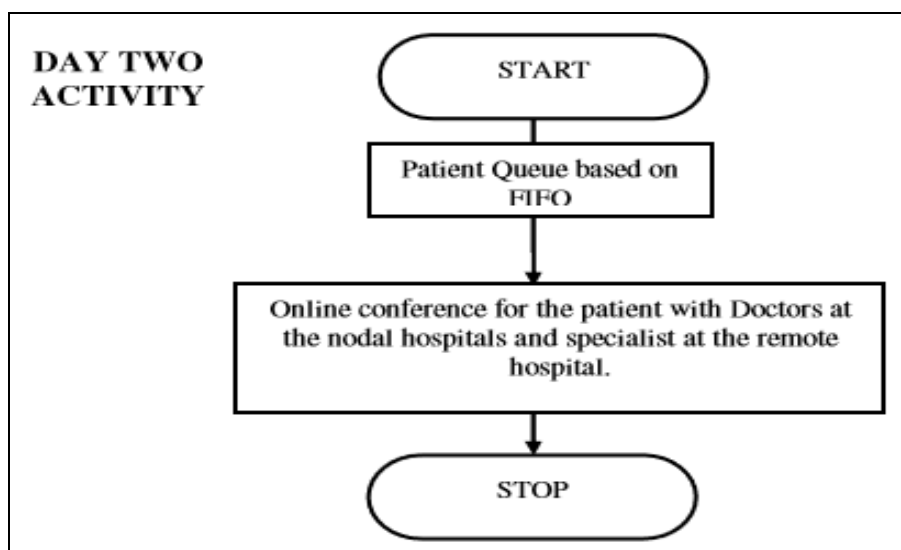 DAY TWO
ACTIVITY
START
Patient Queue based on
FIFO
Online conference for the patient with Doctors at
the nodal hospitals and specialist at the remote
hospital.
STOP